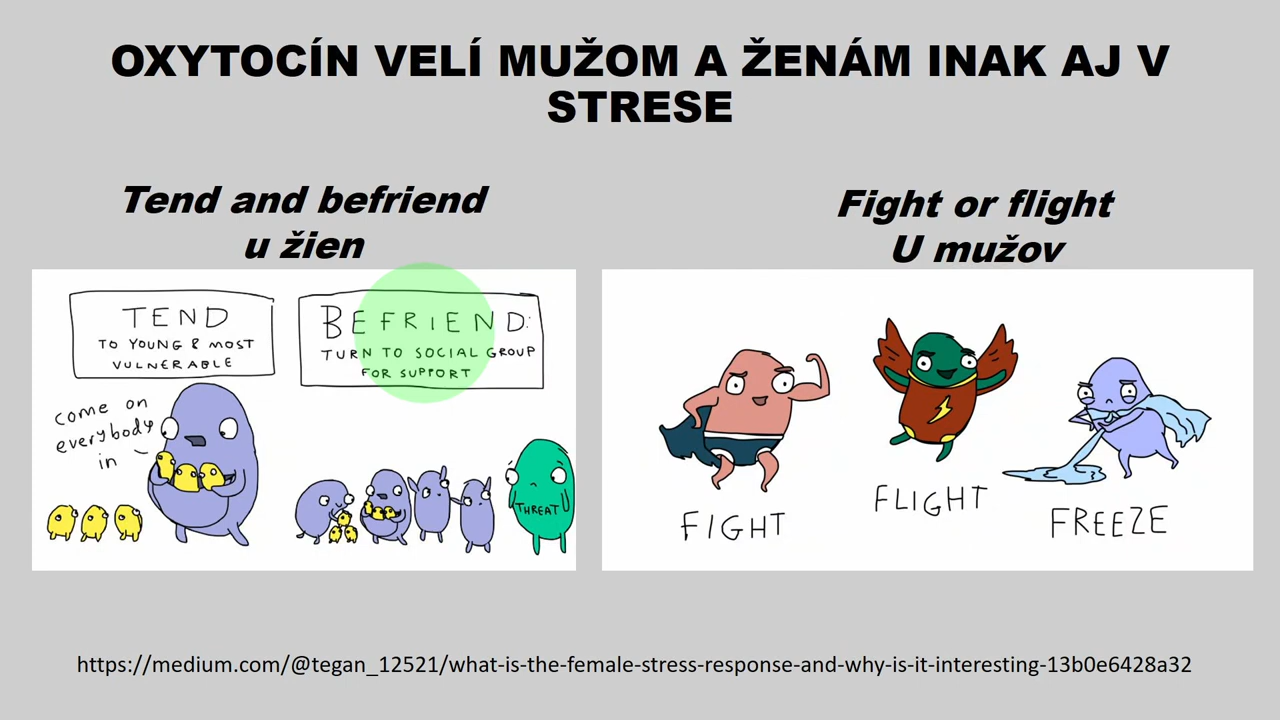 OXYTOCÍN VELÍ MUŽOM A ŽENÁM INAK AJ V
STRESE
Tend and befriend
u žien
Fight or flight
U mužov
TEND
TO YOUNG & MOST
VULNERABLE
BEFRIEND:
TURN TO SOCIAL GROUP
FOR SUPPORT
come on
everybody
in
THREAT
FIGHT
FLIGHT
FREEZE
https://medium.com/@tegan_12521/what-is-the-female-stress-response-and-why-is-it-interesting-13b0e6428a32